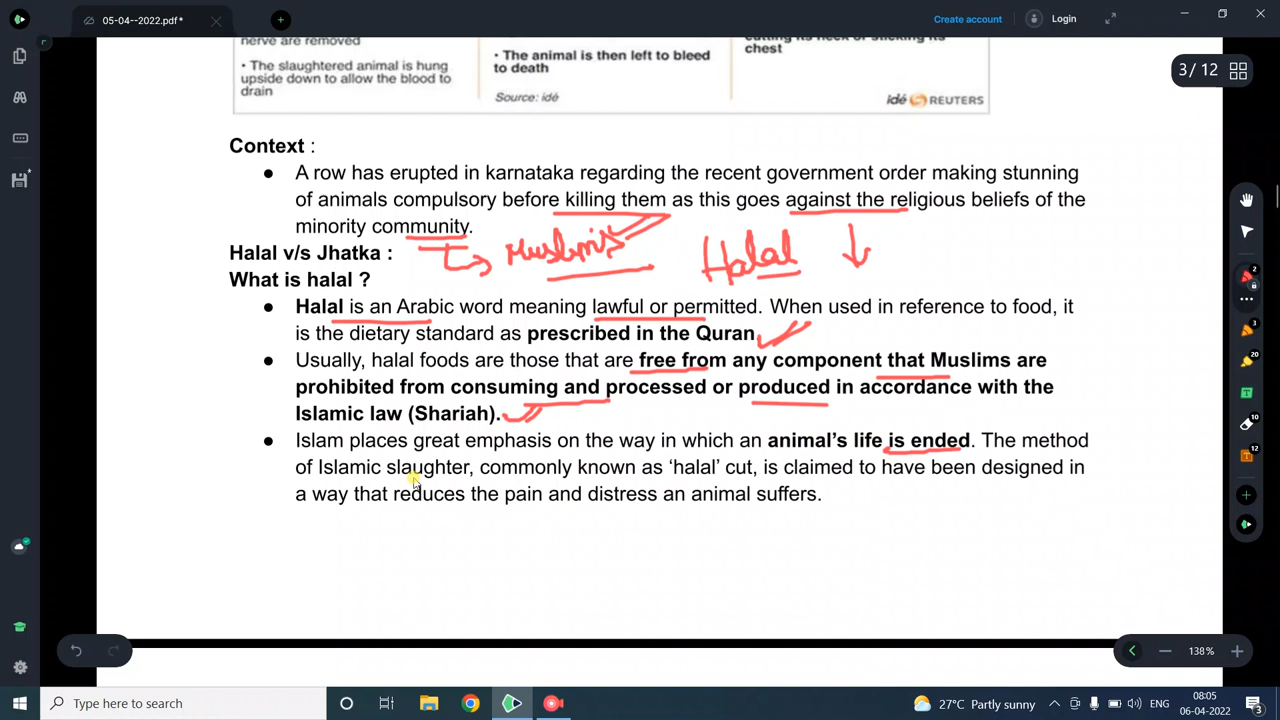 05-04--2022.pdf*
Create account
Login
nerve are removed
• The slaughtered animal is hung
upside down to allow the blood to
drain
• The animal is then left to bleed
to death
Source: idé
chest
idé REUTERS
3 / 12
Context :
● A row has erupted in karnataka regarding the recent government order making stunning
of animals compulsory before killing them as this goes against the religious beliefs of the
minority community.
Muslims Halal
Halal v/s Jhatka :
What is halal ?
● Halal is an Arabic word meaning lawful or permitted. When used in reference to food, it
is the dietary standard as prescribed in the Quran.
● Usually, halal foods are those that are free from any component that Muslims are
prohibited from consuming and processed or produced in accordance with the
Islamic law (Shariah).
● Islam places great emphasis on the way in which an animal's life is ended. The method
of Islamic slaughter, commonly known as ‘halal’ cut, is claimed to have been designed in
a way that reduces the pain and distress an animal suffers.
138%
Type here to search
27°C Partly sunny
ENG
08:05
06-04-2022
3